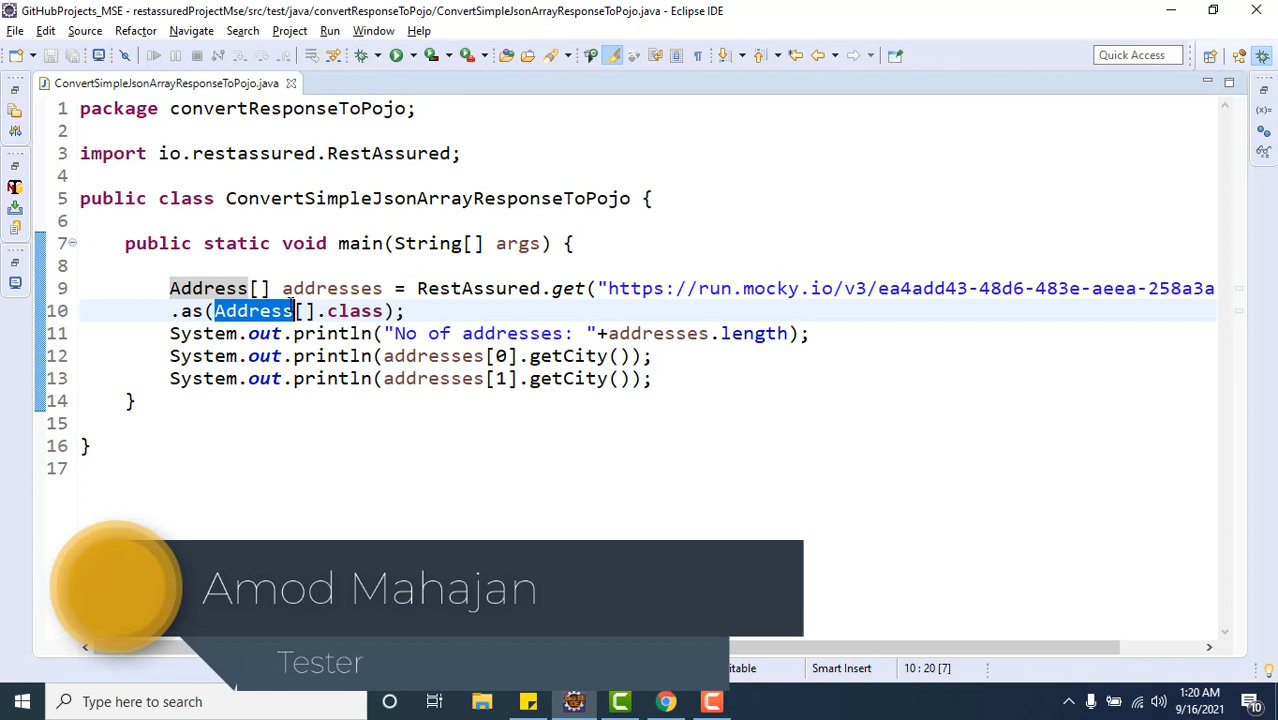 GitHubProjects_MSE - restassuredProjectMse/src/test/java/convertResponseToPojo/ConvertSimpleJsonArrayResponseToPojo.java - Eclipse IDE
File Edit Source Refactor Navigate Search Project Run Window Help
Quick Access
ConvertSimpleJsonArrayResponseToPojo.java
1 package convertResponseToPojo;
2
3 import io.restassured.RestAssured;
4
5 public class ConvertSimpleJsonArrayResponseToPojo {
6
7 public static void main(String[] args) {
8
9 Address[] addresses = RestAssured.get("https://run.mocky.io/v3/ea4add43-48d6-483e-aeea-258a3a
10 .as(Address[].class);
11 System.out.println("No of addresses: "+addresses.length);
12 System.out.println(addresses[0].getCity());
13 System.out.println(addresses[1].getCity());
14 }
15
16 }
17
Amod Mahajan
Tester
itable Smart Insert 10 : 20 [7]
Type here to search
1:20 AM
9/16/2021
10